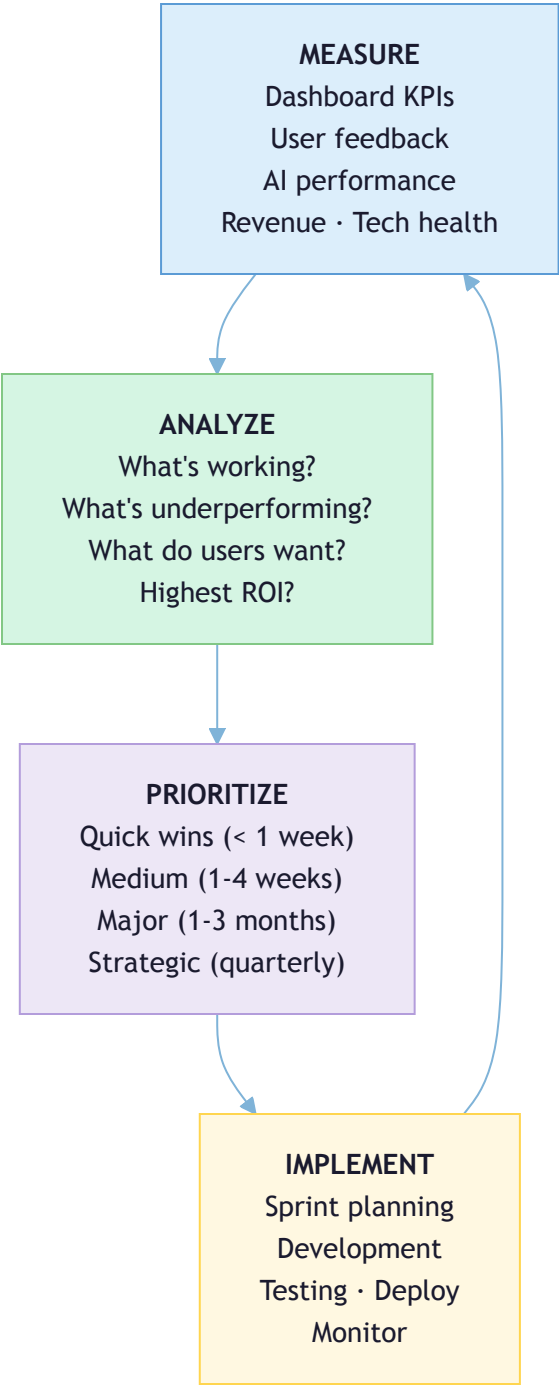 MEASURE
Dashboard KPIs
User feedback
AI performance
Revenue · Tech health
ANALYZE
What's working?
What's underperforming?
What do users want?
Highest ROI?
PRIORITIZE
Quick wins (< 1 week)
Medium (1-4 weeks)
Major (1-3 months)
Strategic (quarterly)
IMPLEMENT
Sprint planning
Development
Testing · Deploy
Monitor